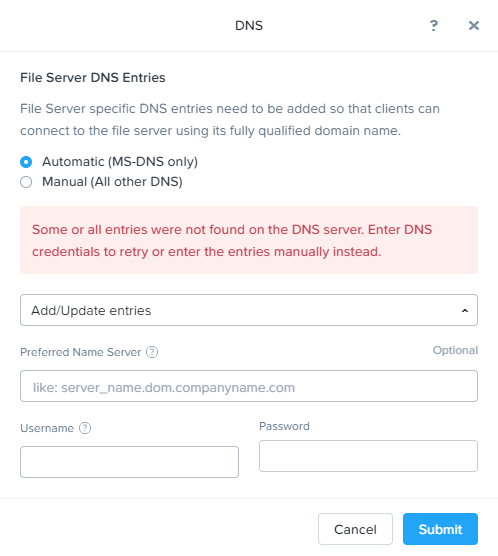 DNS
?
×
File Server DNS Entries
File Server specific DNS entries need to be added so that clients can
connect to the file server using its fully qualified domain name.
Automatic (MS-DNS only)
Manual (All other DNS)
Some or all entries were not found on the DNS server. Enter DNS
credentials to retry or enter the entries manually instead.
Add/Update entries
Preferred Name Server ? Optional
like: server_name.dom.companyname.com
Username ? Password
Cancel Submit